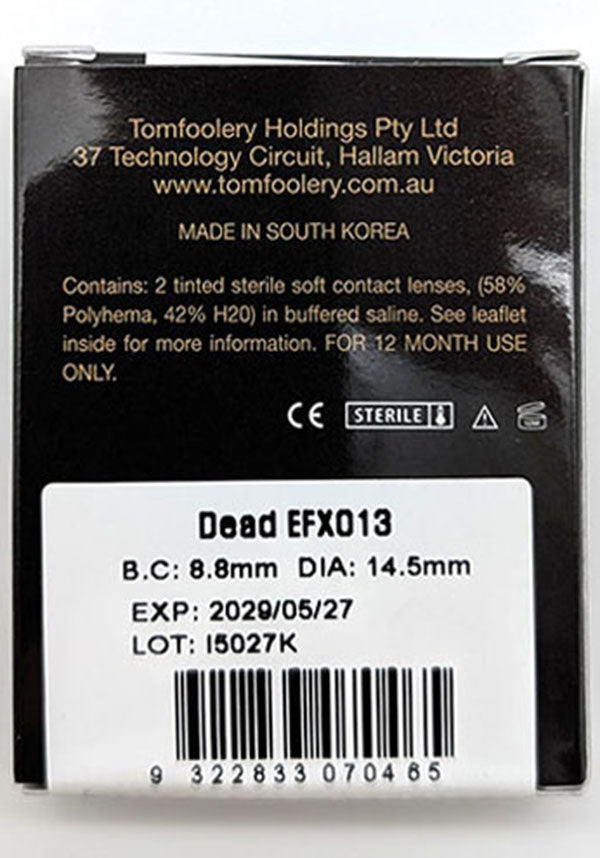 Tomfoolery Holdings Pty Ltd
37 Technology Circuit, Hallam Victoria
www.tomfoolery.com.au
MADE IN SOUTH KOREA
Contains: 2 tinted sterile soft contact lenses, (58%
Polyhema, 42% H20) in buffered saline. See leaflet
inside for more information. FOR 12 MONTH USE
ONLY.
CE STERILE
Dead EFX013
B.C: 8.8mm DIA: 14.5mm
EXP: 2029/05/27
LOT: I5027K
9 322833 070465